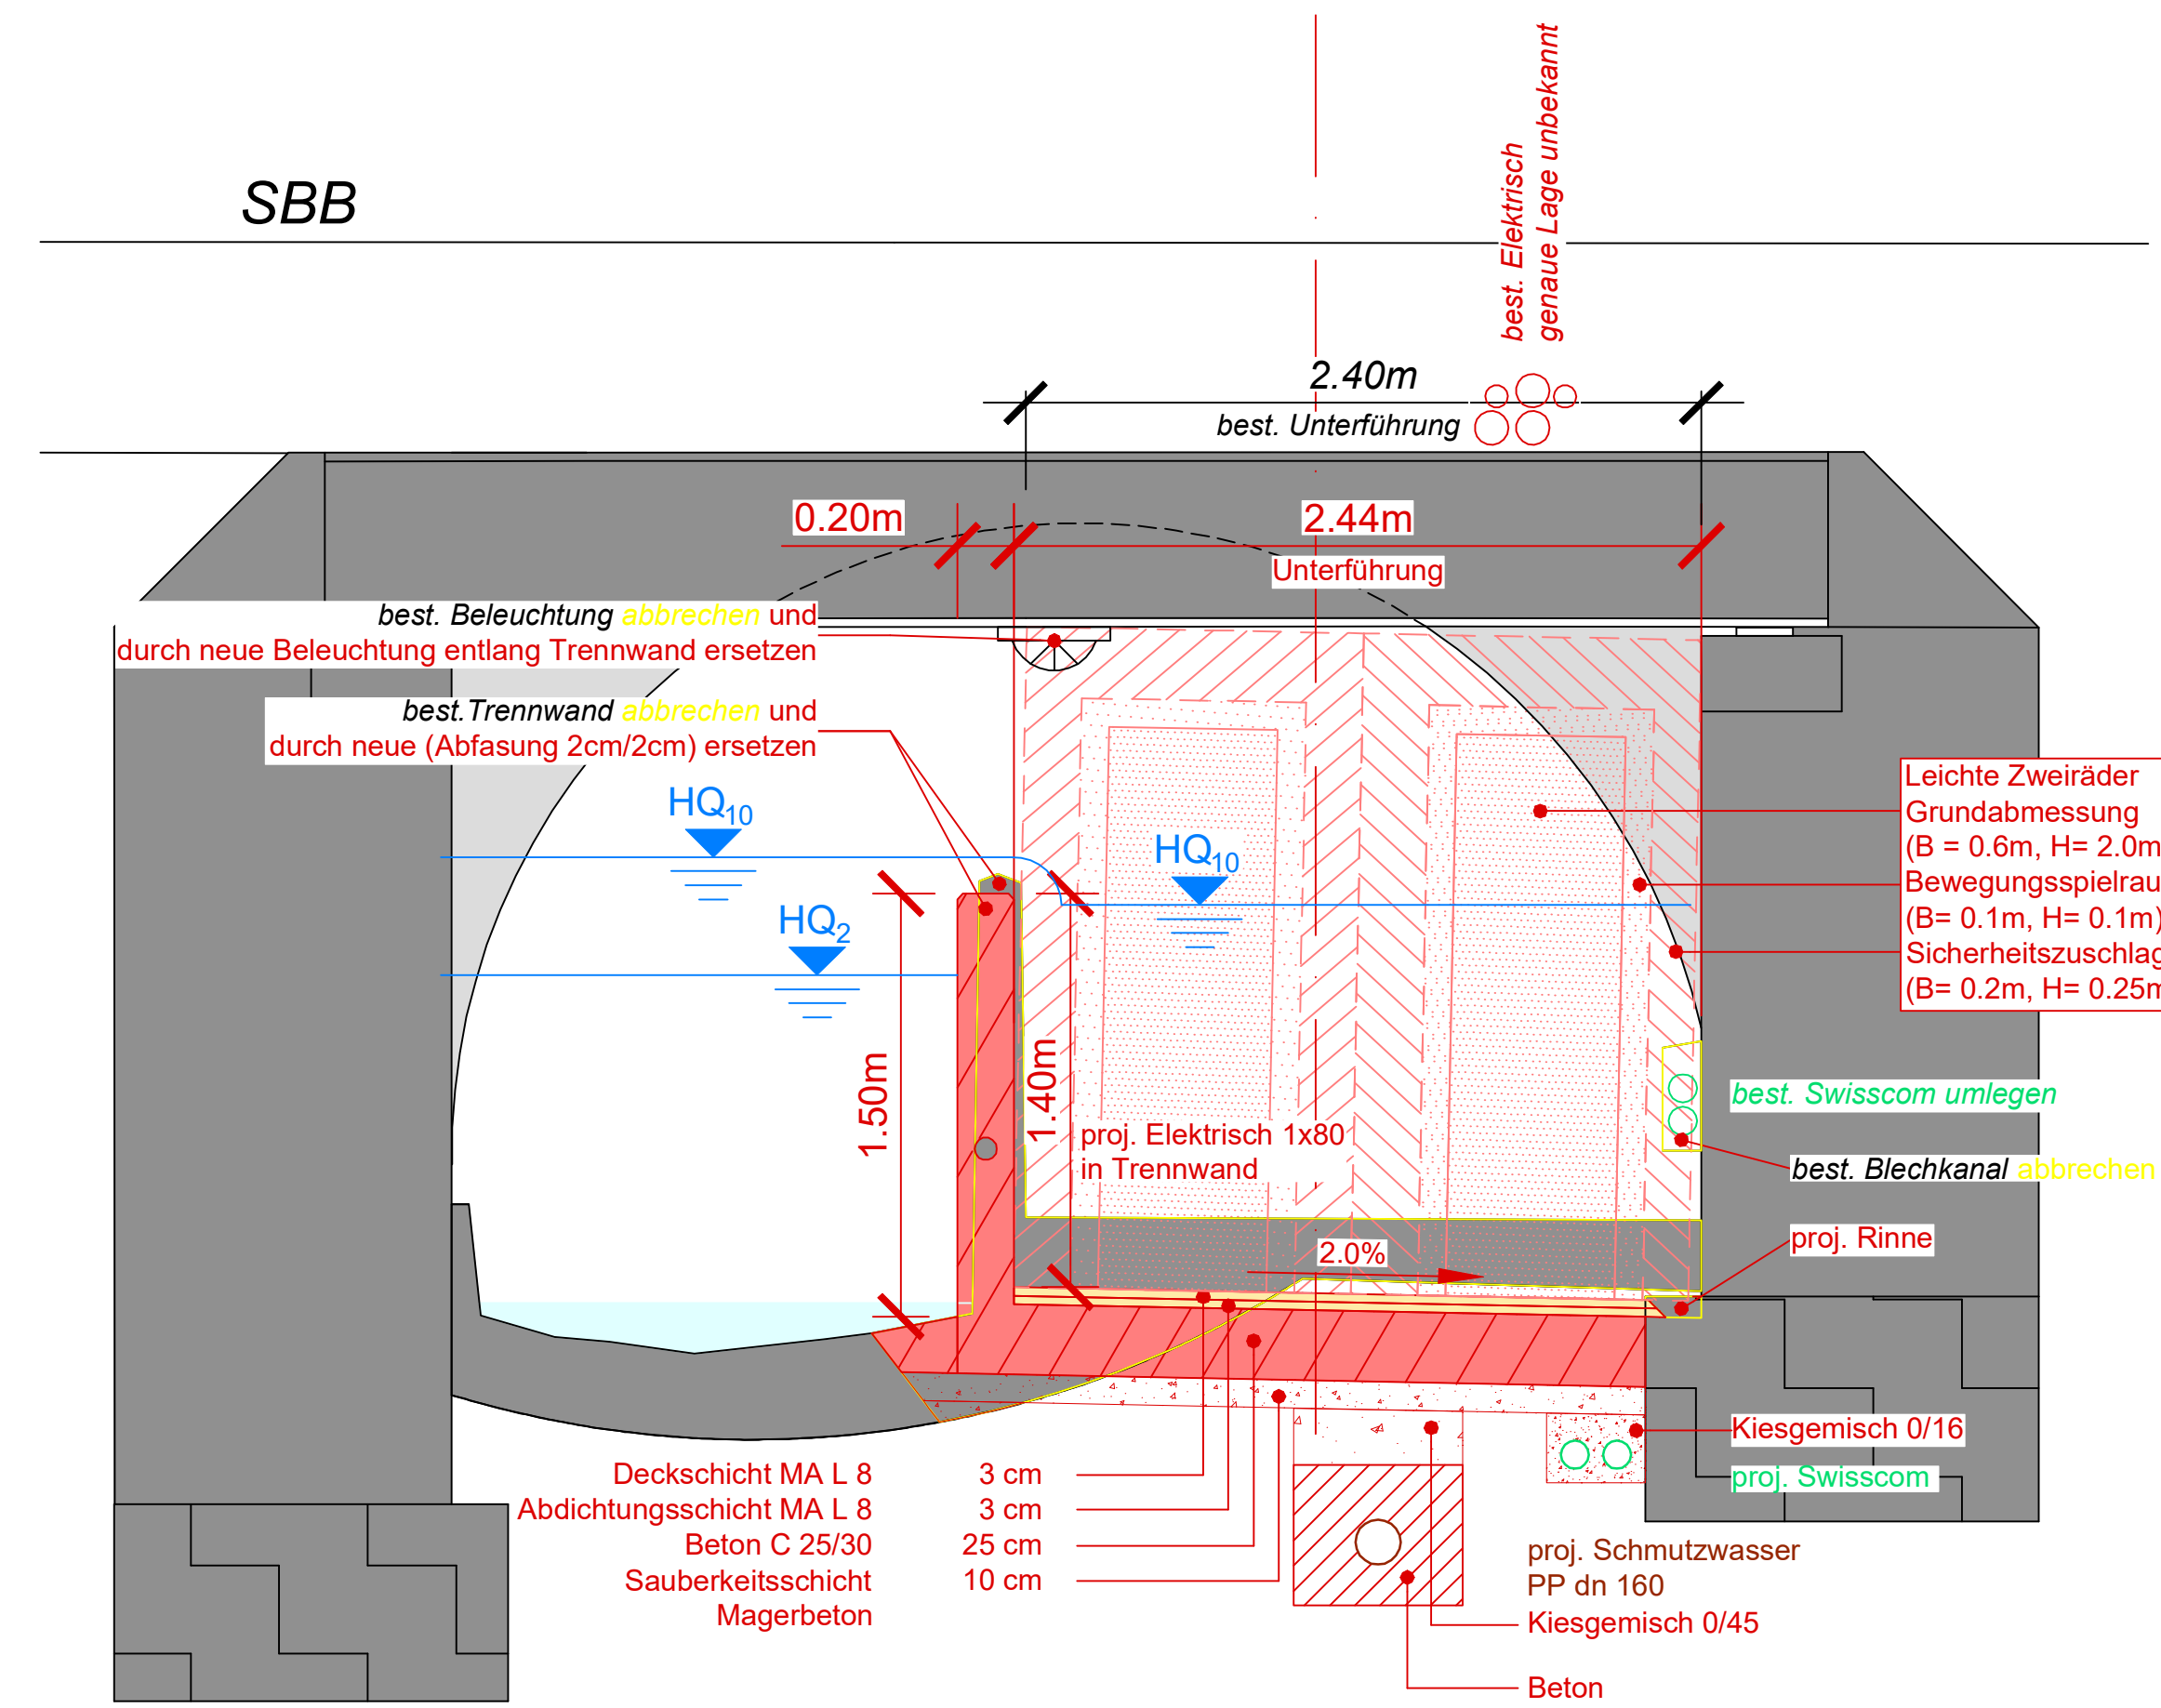 best. Elektrisch
genaue Lage unbekannt
SBB
2.40m
best. Unterführung
0.20m
2.44m
Unterführung
best. Beleuchtung abbrechen und
durch neue Beleuchtung entlang Trennwand ersetzen
best.Trennwand abbrechen und
durch neue (Abfasung 2cm/2cm) ersetzen
HQ10
HQ10
HQ2
Leichte Zweiräder
Grundabmessung
(B = 0.6m, H= 2.0m
Bewegungsspielrau
(B= 0.1m, H= 0.1m)
Sicherheitszuschlag
(B= 0.2m, H= 0.25m
1.50m
1.40m
proj. Elektrisch 1x80
in Trennwand
best. Swisscom umlegen
best. Blechkanal abbrechen
proj. Rinne
2.0%
Kiesgemisch 0/16
proj. Swisscom
Deckschicht MA L 8 3 cm
Abdichtungsschicht MA L 8 3 cm
Beton C 25/30 25 cm
Sauberkeitsschicht 10 cm
Magerbeton
proj. Schmutzwasser
PP dn 160
Kiesgemisch 0/45
Beton